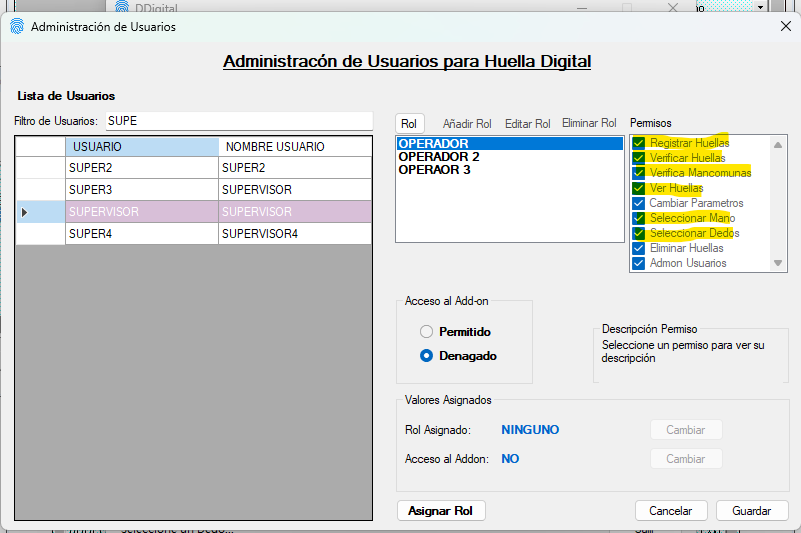 DDigital
Administración de Usuarios
Administracón de Usuarios para Huella Digital
Lista de Usuarios
Filtro de Usuarios: SUPE
USUARIO NOMBRE USUARIO
SUPER2 SUPER2
SUPER3 SUPERVISOR
SUPERVISOR SUPERVISOR
SUPER4 SUPERVISOR4
Rol Añadir Rol Editar Rol Eliminar Rol
OPERADOR
OPERADOR 2
OPERAOR 3
Permisos
Registrar Huellas
Verificar Huellas
Verifica Mancomunas
Ver Huellas
Cambiar Parametros
Seleccionar Mano
Seleccionar Dedos
Eliminar Huellas
Admon Usuarios
Acceso al Add-on
Permitido
Denagado
Descripción Permiso
Seleccione un permiso para ver su
descripción
Valores Asignados
Rol Asignado: NINGUNO Cambiar
Acceso al Addon: NO Cambiar
Asignar Rol Cancelar Guardar